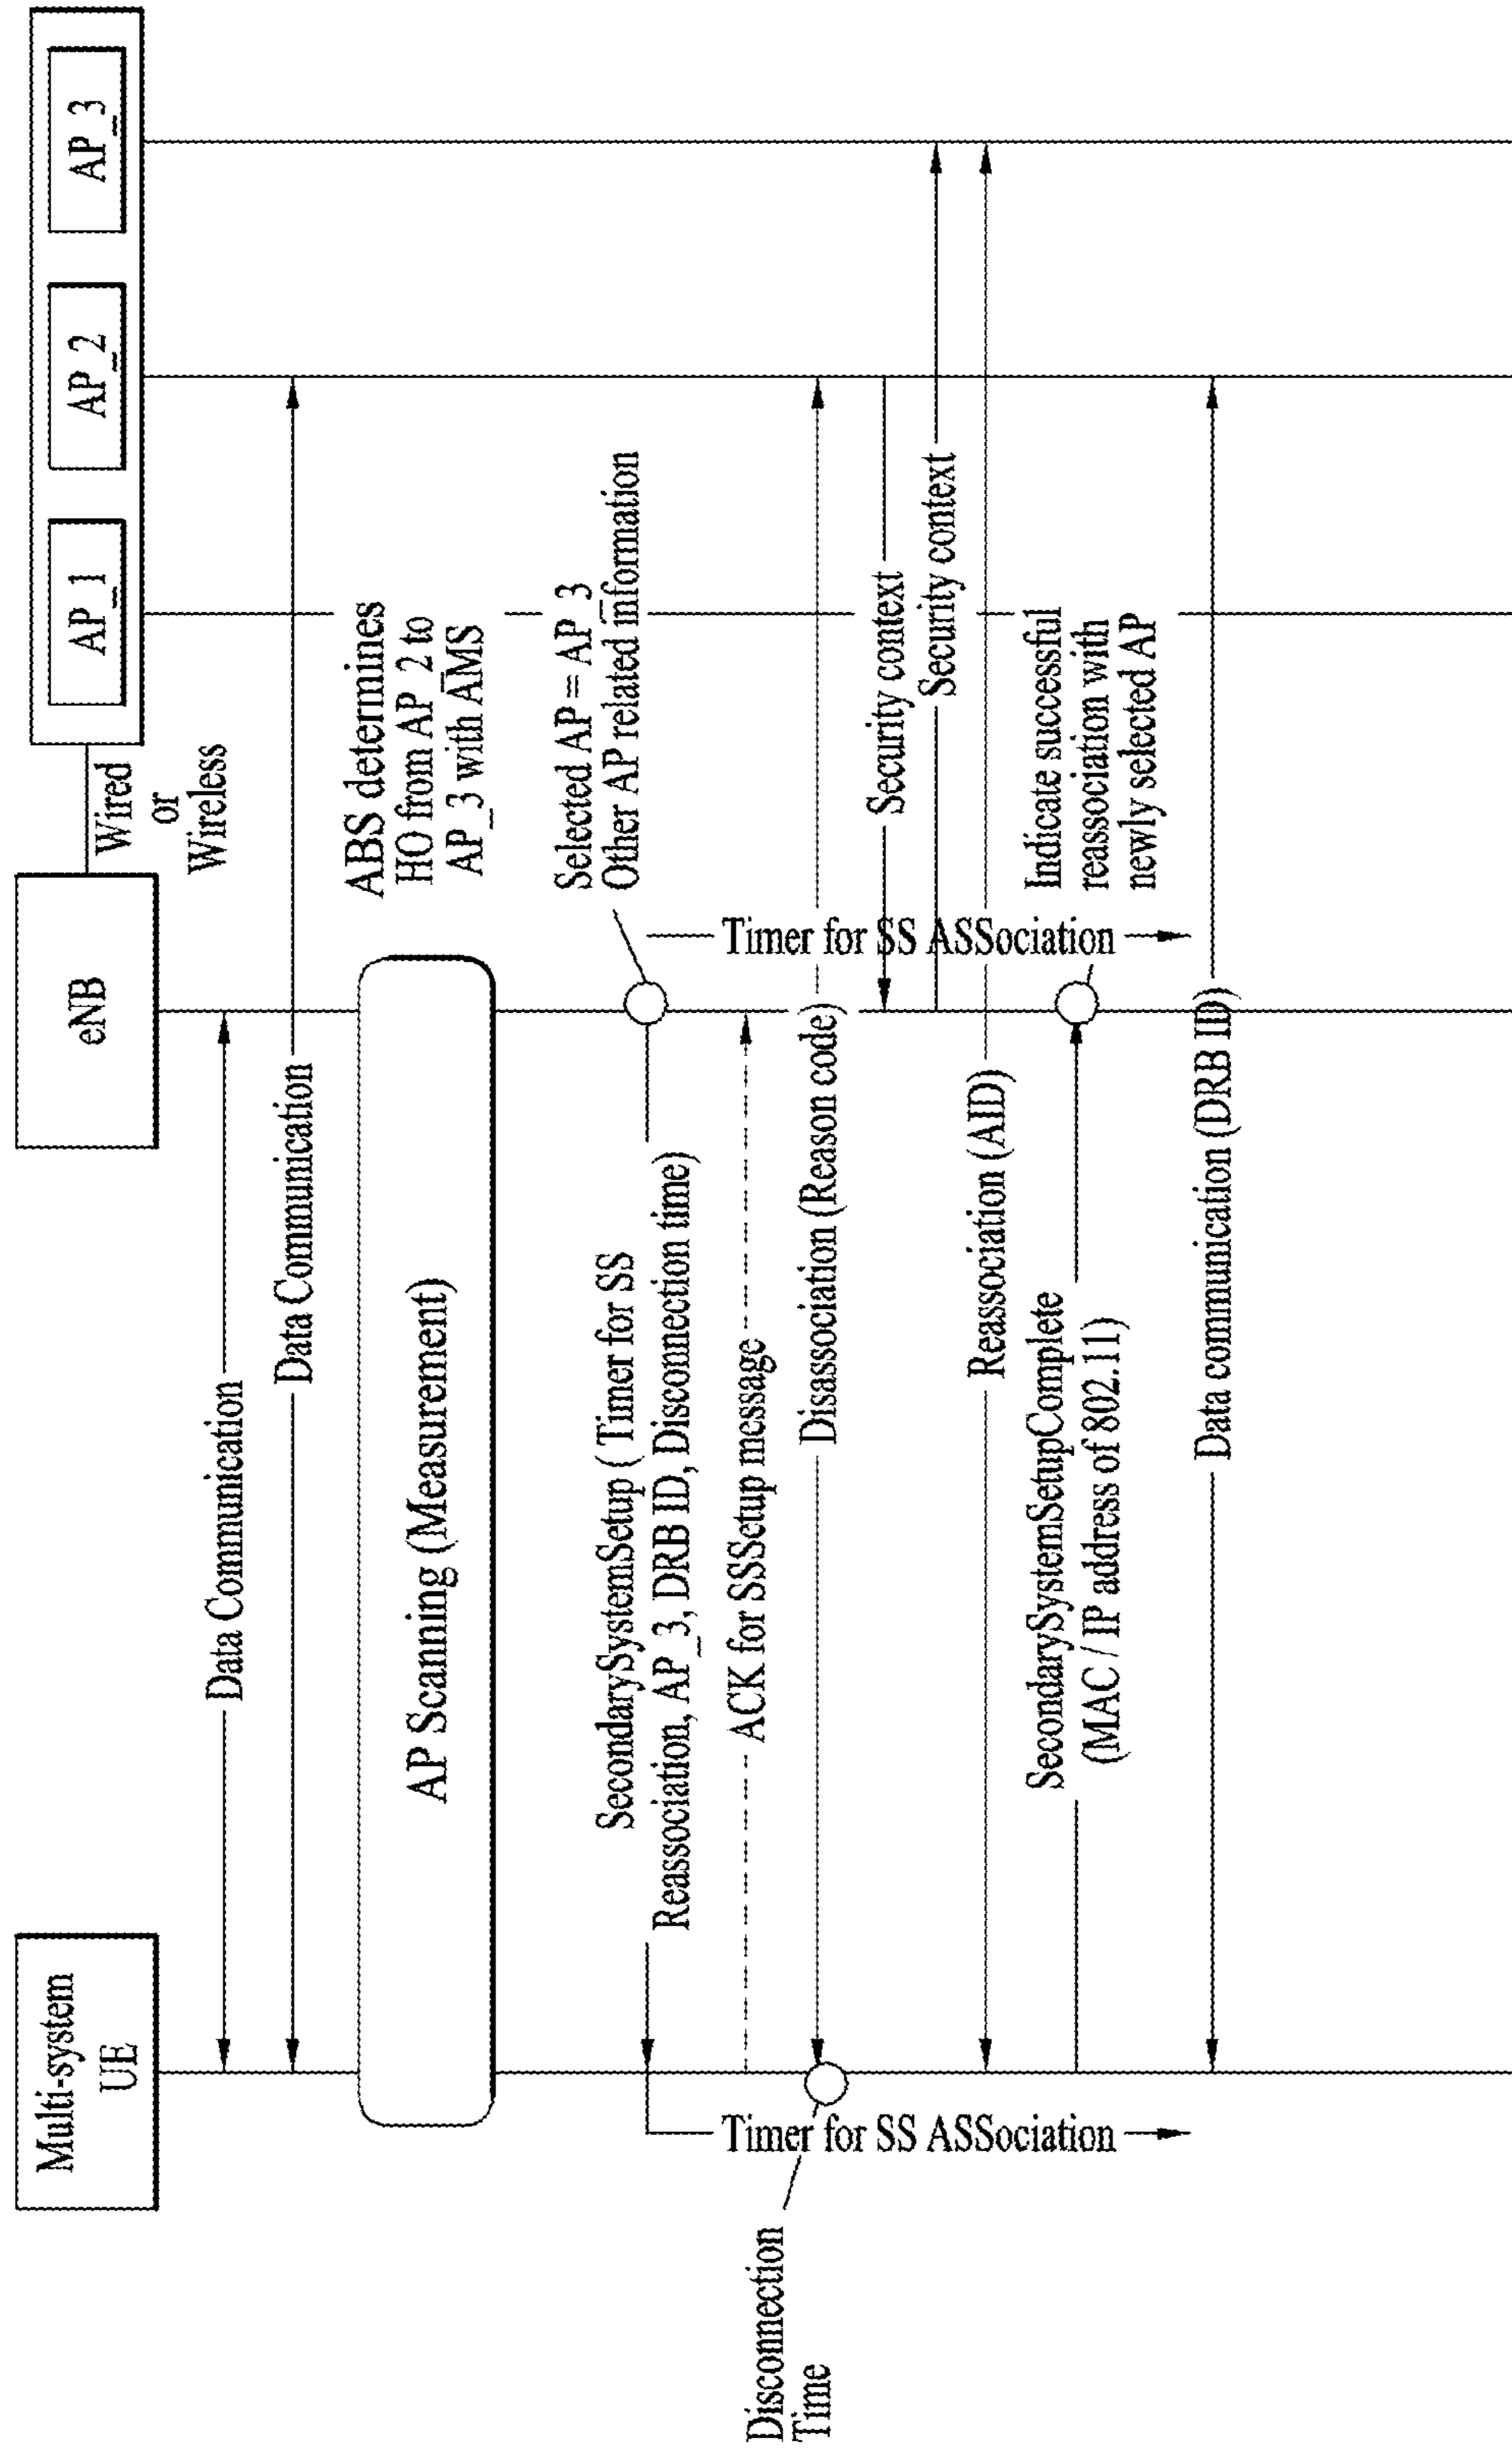 Multi-system
UE
eNB
Wired
or
Wireless
AP_1
AP_2
AP_3
Data Communication
Data Communication
AP Scanning (Measurement)
ABS determines
HO from AP_2 to
AP_3 with AMS
Selected AP = AP_3
Other AP related information
SecondarySystemSetup ( Timer for SS
Reassociation, AP_3, DRB ID, Disconnection time)
Timer for SS ASSociation
Timer for SS ASSociation
ACK for SSSetup message
Disconnection
Time
Disassociation (Reason code)
Security context
Security context
Reassociation (AID)
SecondarySystemSetupComplete
(MAC / IP address of 802.11)
Indicate successful
reassociation with
newly selected AP
Data communication (DRB ID)